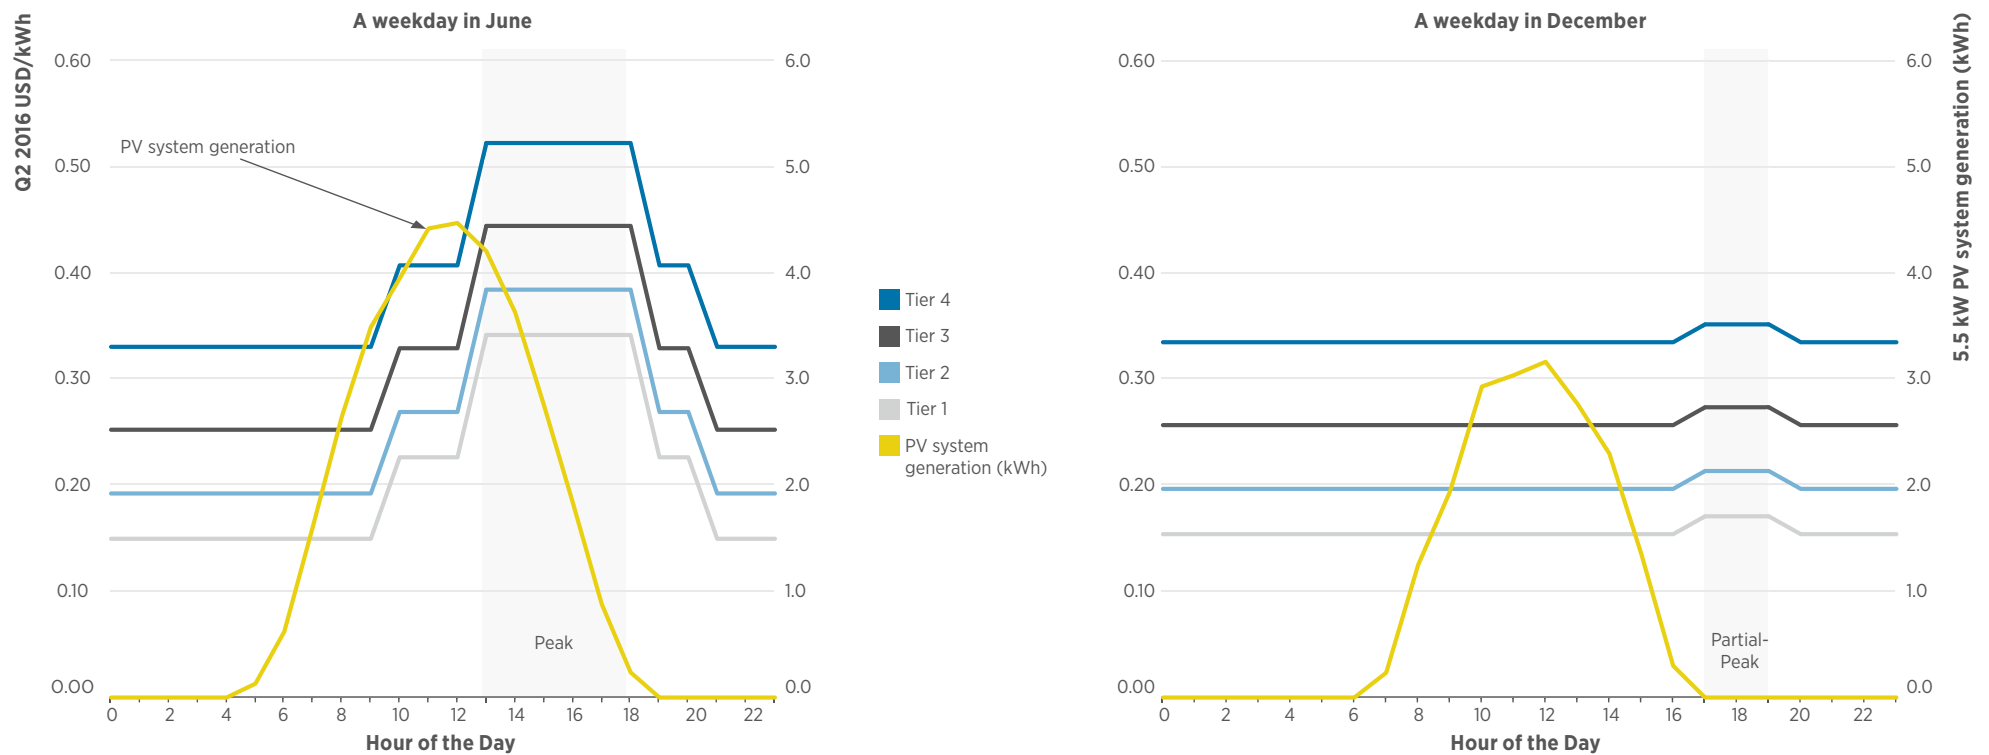 A weekday in June
Q2 2016 USD/kWh
0.60
0.50
0.40
0.30
0.20
0.10
0.00
6.0
5.0
4.0
3.0
2.0
1.0
0.0
PV system generation
Peak
0 2 4 6 8 10 12 14 16 18 20 22
Hour of the Day
Tier 4
Tier 3
Tier 2
Tier 1
PV system
generation (kWh)
A weekday in December
0.60
0.50
0.40
0.30
0.20
0.10
0.00
6.0
5.0
4.0
3.0
2.0
1.0
0.0
5.5 kW PV system generation (kWh)
Partial-
Peak
0 2 4 6 8 10 12 14 16 18 20 22
Hour of the Day